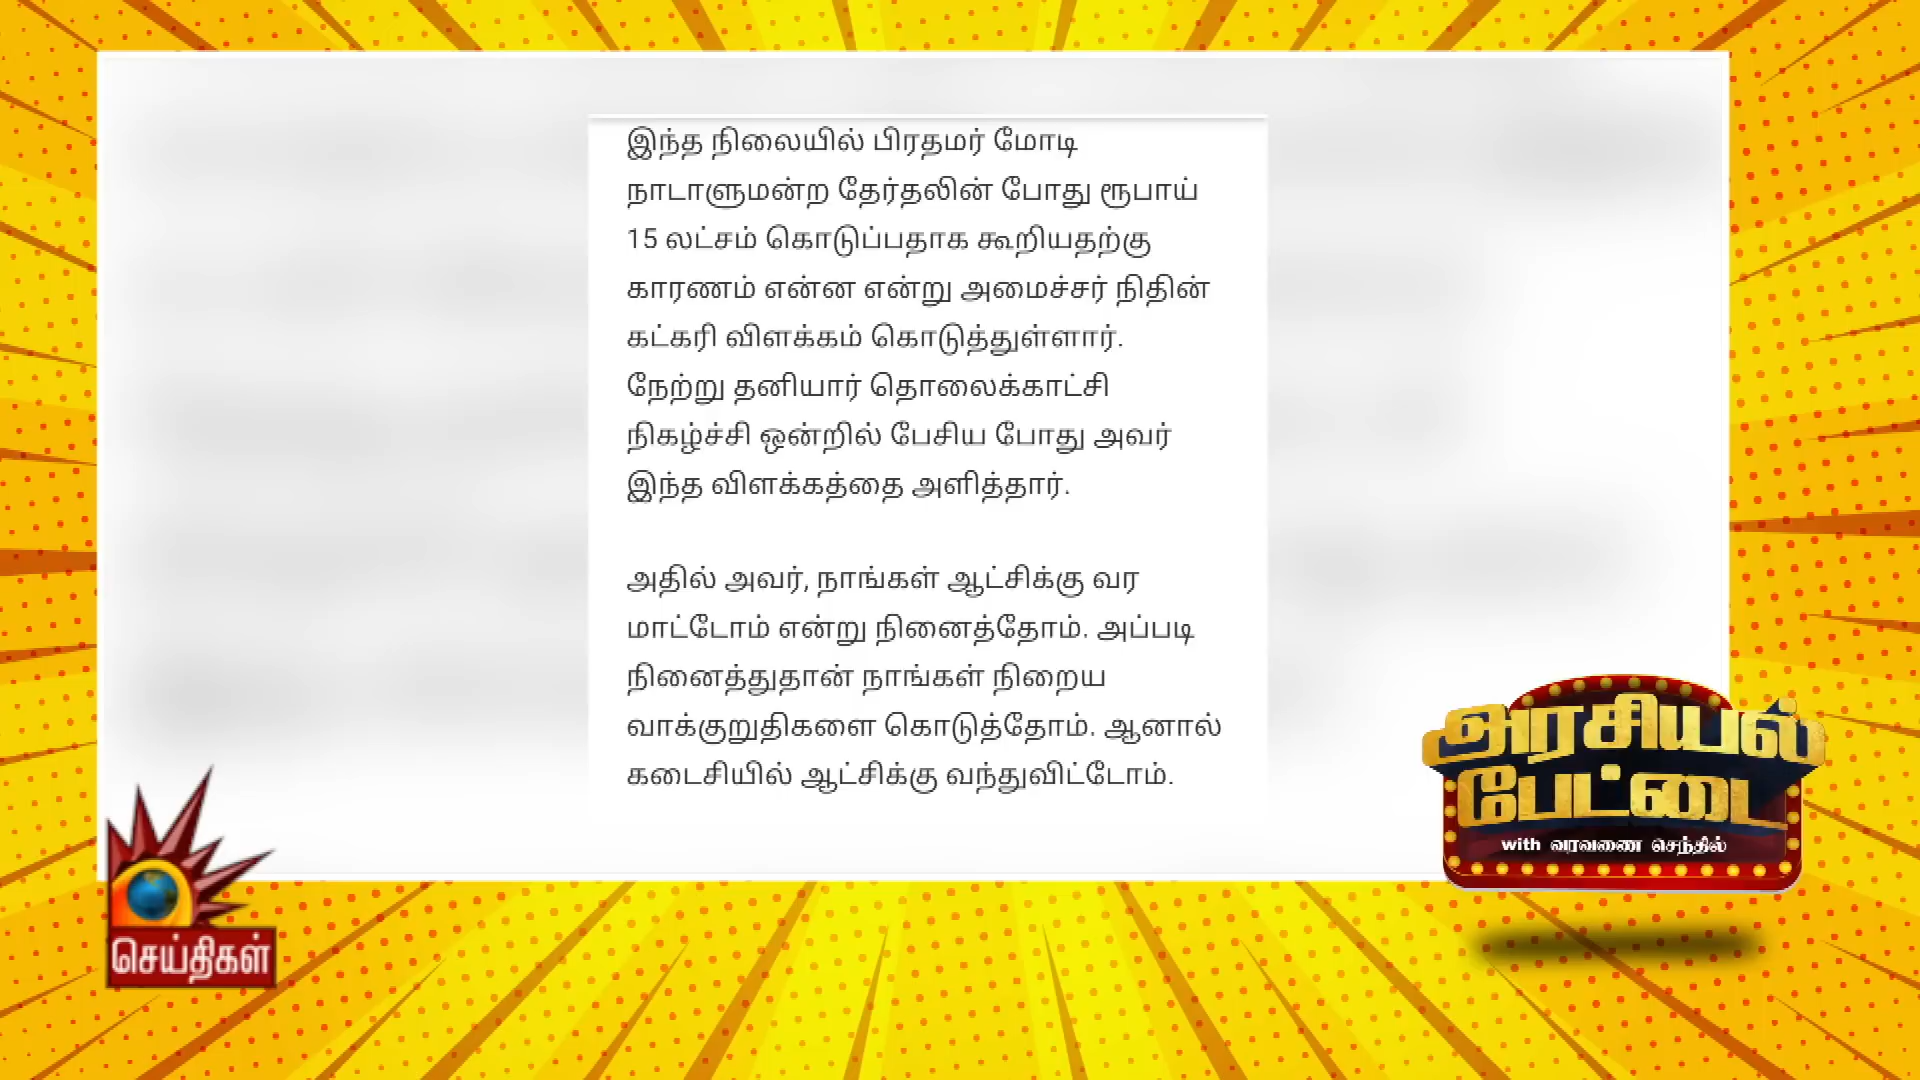 இந்த நிலையில் பிரதமர் மோடி
நாடாளுமன்ற தேர்தலின் போது ரூபாய்
15 லட்சம் கொடுப்பதாக கூறியதற்கு
காரணம் என்ன என்று அமைச்சர் நிதின்
கட்கரி விளக்கம் கொடுத்துள்ளார்.
நேற்று தனியார் தொலைக்காட்சி
நிகழ்ச்சி ஒன்றில் பேசிய போது அவர்
இந்த விளக்கத்தை அளித்தார்.
அதில் அவர், நாங்கள் ஆட்சிக்கு வர
மாட்டோம் என்று நினைத்தோம். அப்படி
நினைத்துதான் நாங்கள் நிறைய
வாக்குறுதிகளை கொடுத்தோம். ஆனால்
கடைசியில் ஆட்சிக்கு வந்துவிட்டோம்.
அரசியல்
பேட்டை
with வரவணை செந்தில்
செய்திகள்